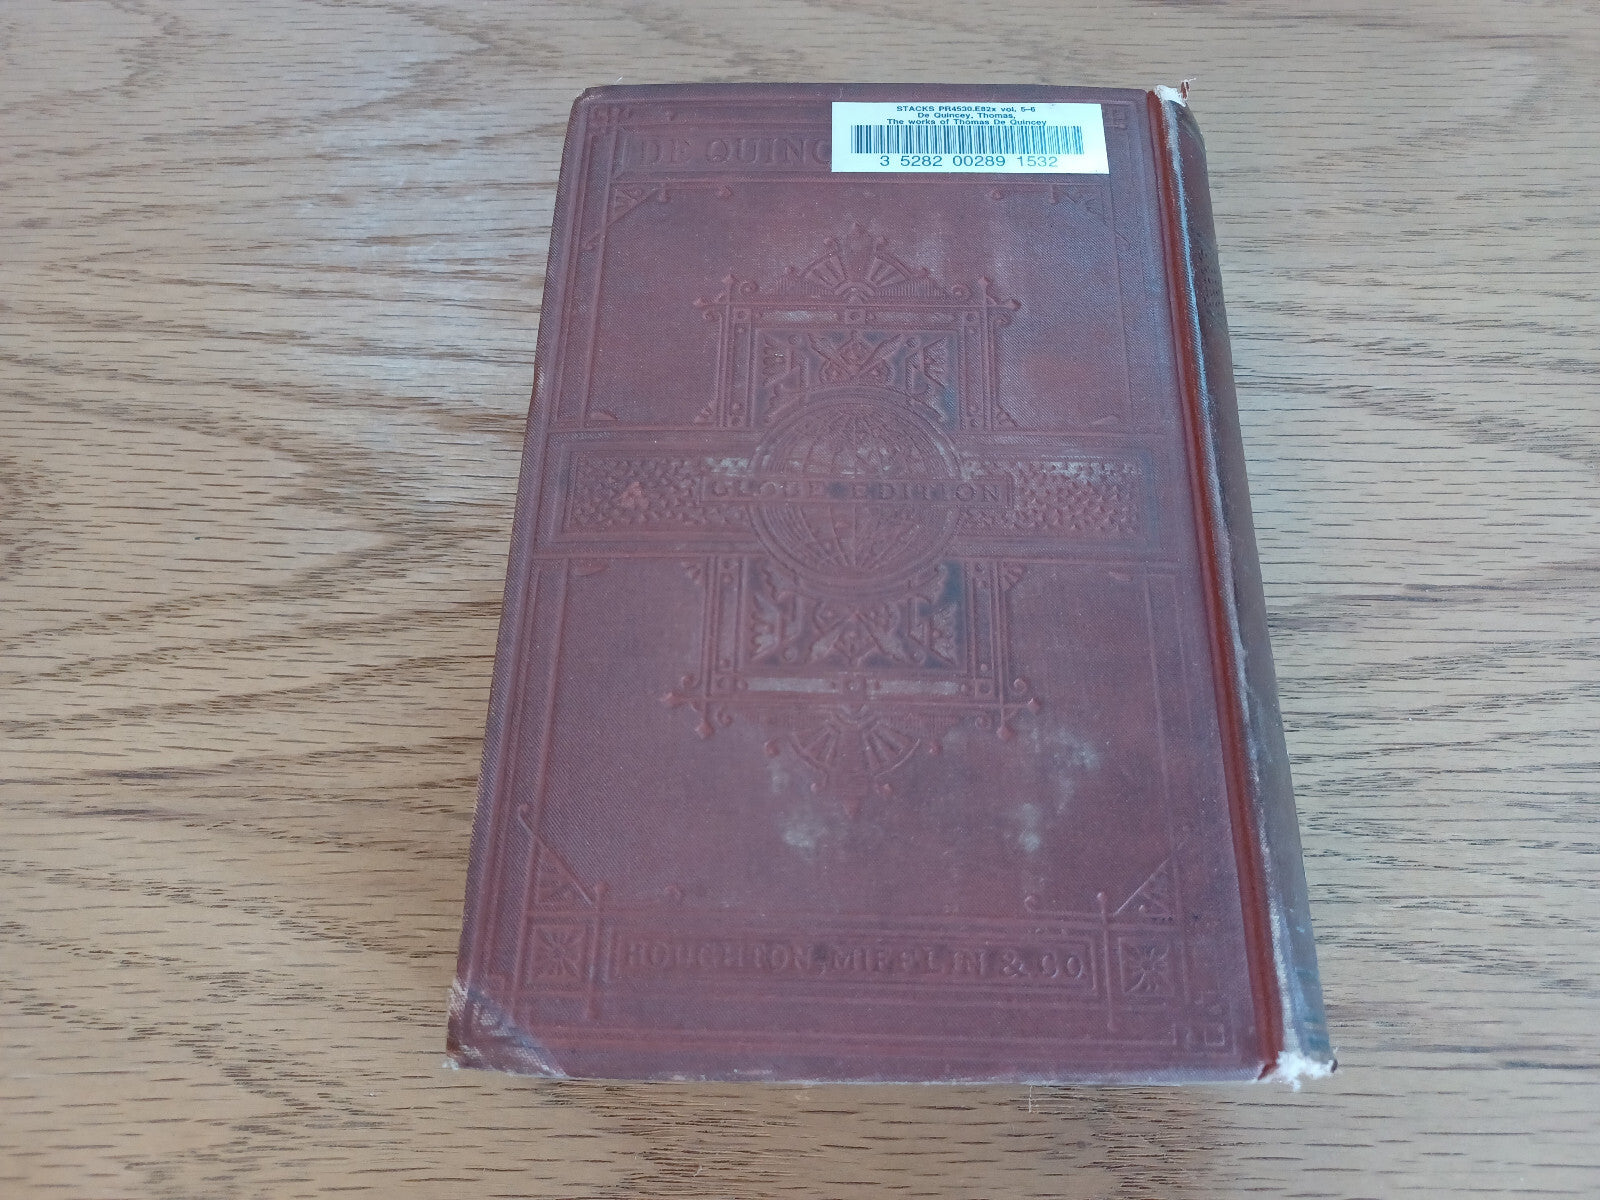 STACKS PR4530.E82x vol. 5-6
De Quincey, Thomas,
The works of Thomas De Quincey
3 5282 00289 1532
DE
GLOBE EDITION
HOUGHTON, MIFFLIN & CO